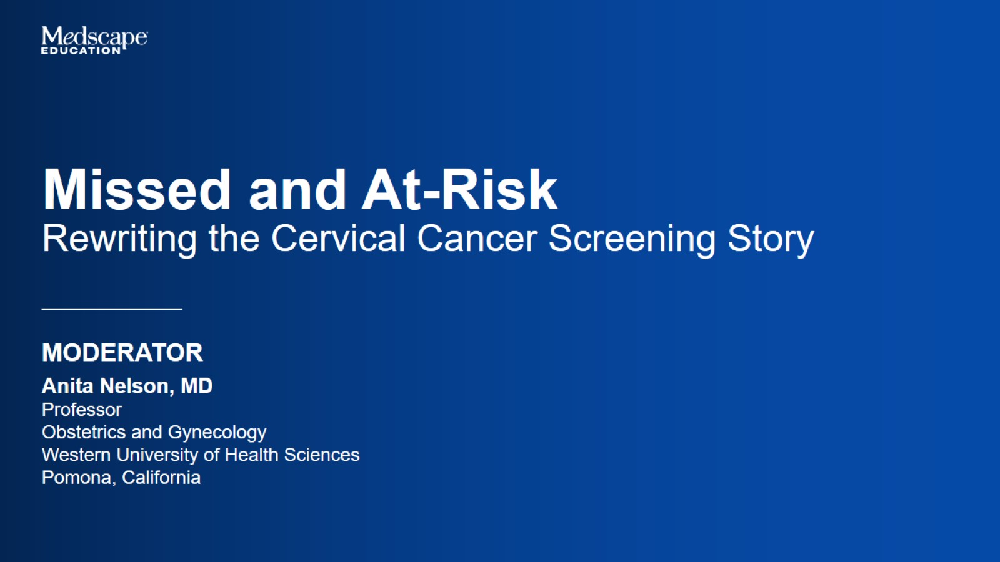 Medscape
EDUCATION
Missed and At-Risk
Rewriting the Cervical Cancer Screening Story
MODERATOR
Anita Nelson, MD
Professor
Obstetrics and Gynecology
Western University of Health Sciences
Pomona, California